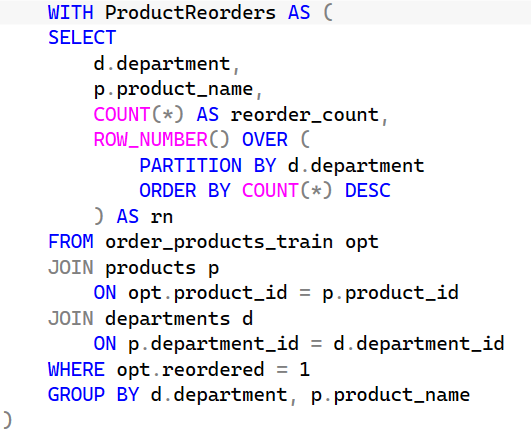 WITH ProductReorders AS (
SELECT
    d.department,
    p.product_name,
    COUNT(*) AS reorder_count,
    ROW_NUMBER() OVER (
        PARTITION BY d.department
        ORDER BY COUNT(*) DESC
    ) AS rn
FROM order_products_train opt
JOIN products p
    ON opt.product_id = p.product_id
JOIN departments d
    ON p.department_id = d.department_id
WHERE opt.reordered = 1
GROUP BY d.department, p.product_name
)